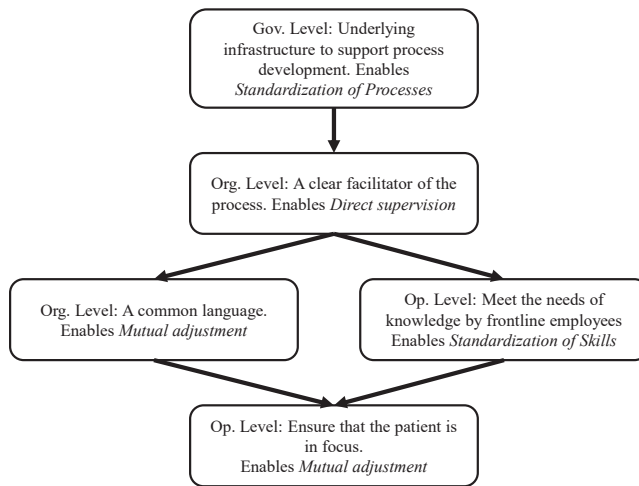 Gov. Level: Underlying
infrastructure to support process
development. Enables
Standardization of Processes
Org. Level: A clear facilitator of the
process. Enables Direct supervision
Org. Level: A common language.
Enables Mutual adjustment
Op. Level: Meet the needs of
knowledge by frontline employees
Enables Standardization of Skills
Op. Level: Ensure that the patient is
in focus.
Enables Mutual adjustment